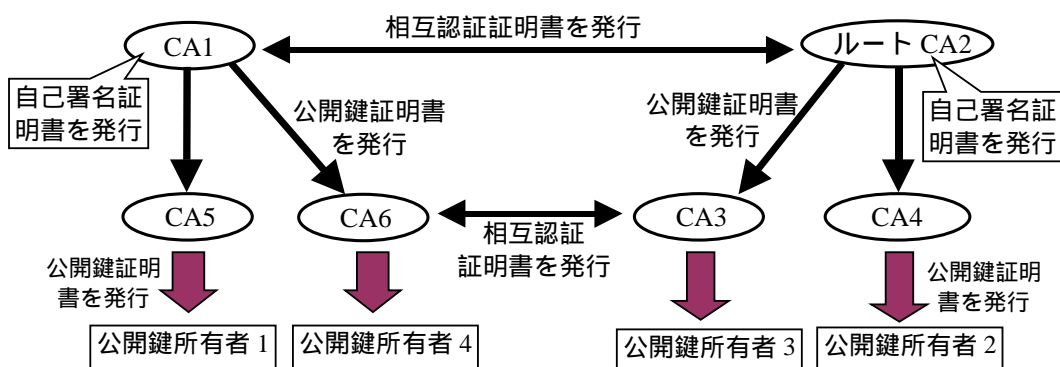 相互認証証明書を発行
CA1
ルート CA2
自己署名証
明書を発行
公開鍵証明書
を発行
公開鍵証明書
を発行
自己署名証
明書を発行
CA5
CA6
CA3
CA4
相互認証
証明書を発行
公開鍵証明
書を発行
公開鍵証明
書を発行
公開鍵所有者 1
公開鍵所有者 4
公開鍵所有者 3
公開鍵所有者 2